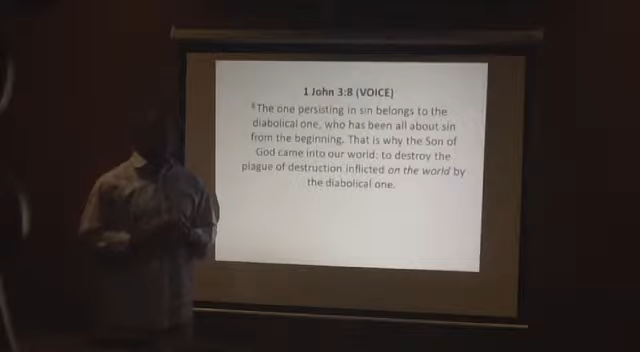 1 John 3:8 (VOICE)
8 The one persisting in sin belongs to the
diabolical one, who has been all about sin
from the beginning. That is why the Son of
God came into our world: to destroy the
plague of destruction inflicted on the world by
the diabolical one.